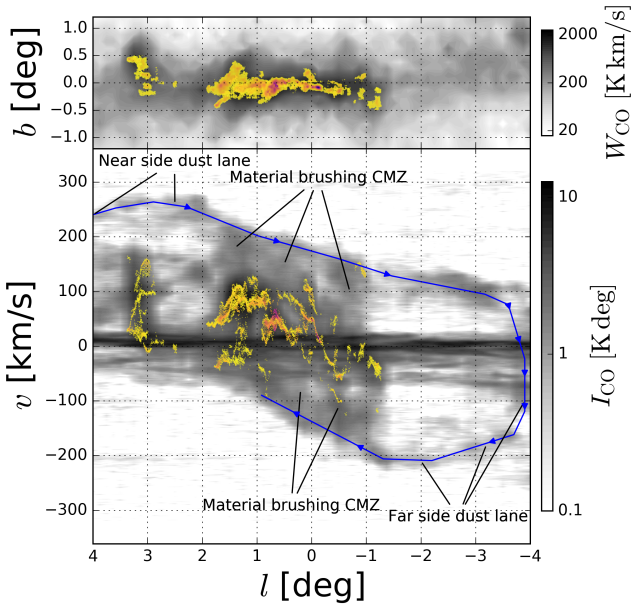 1.0
0.5
0.0
−0.5
−1.0
b [deg]
2000
200
20
W_CO [K km/s]
Near side dust lane
Material brushing CMZ
300
200
100
0
−100
−200
−300
v [km/s]
Material brushing CMZ
Far side dust lane
10
1
0.1
I_CO [K deg]
4 3 2 1 0 −1 −2 −3 −4
l [deg]